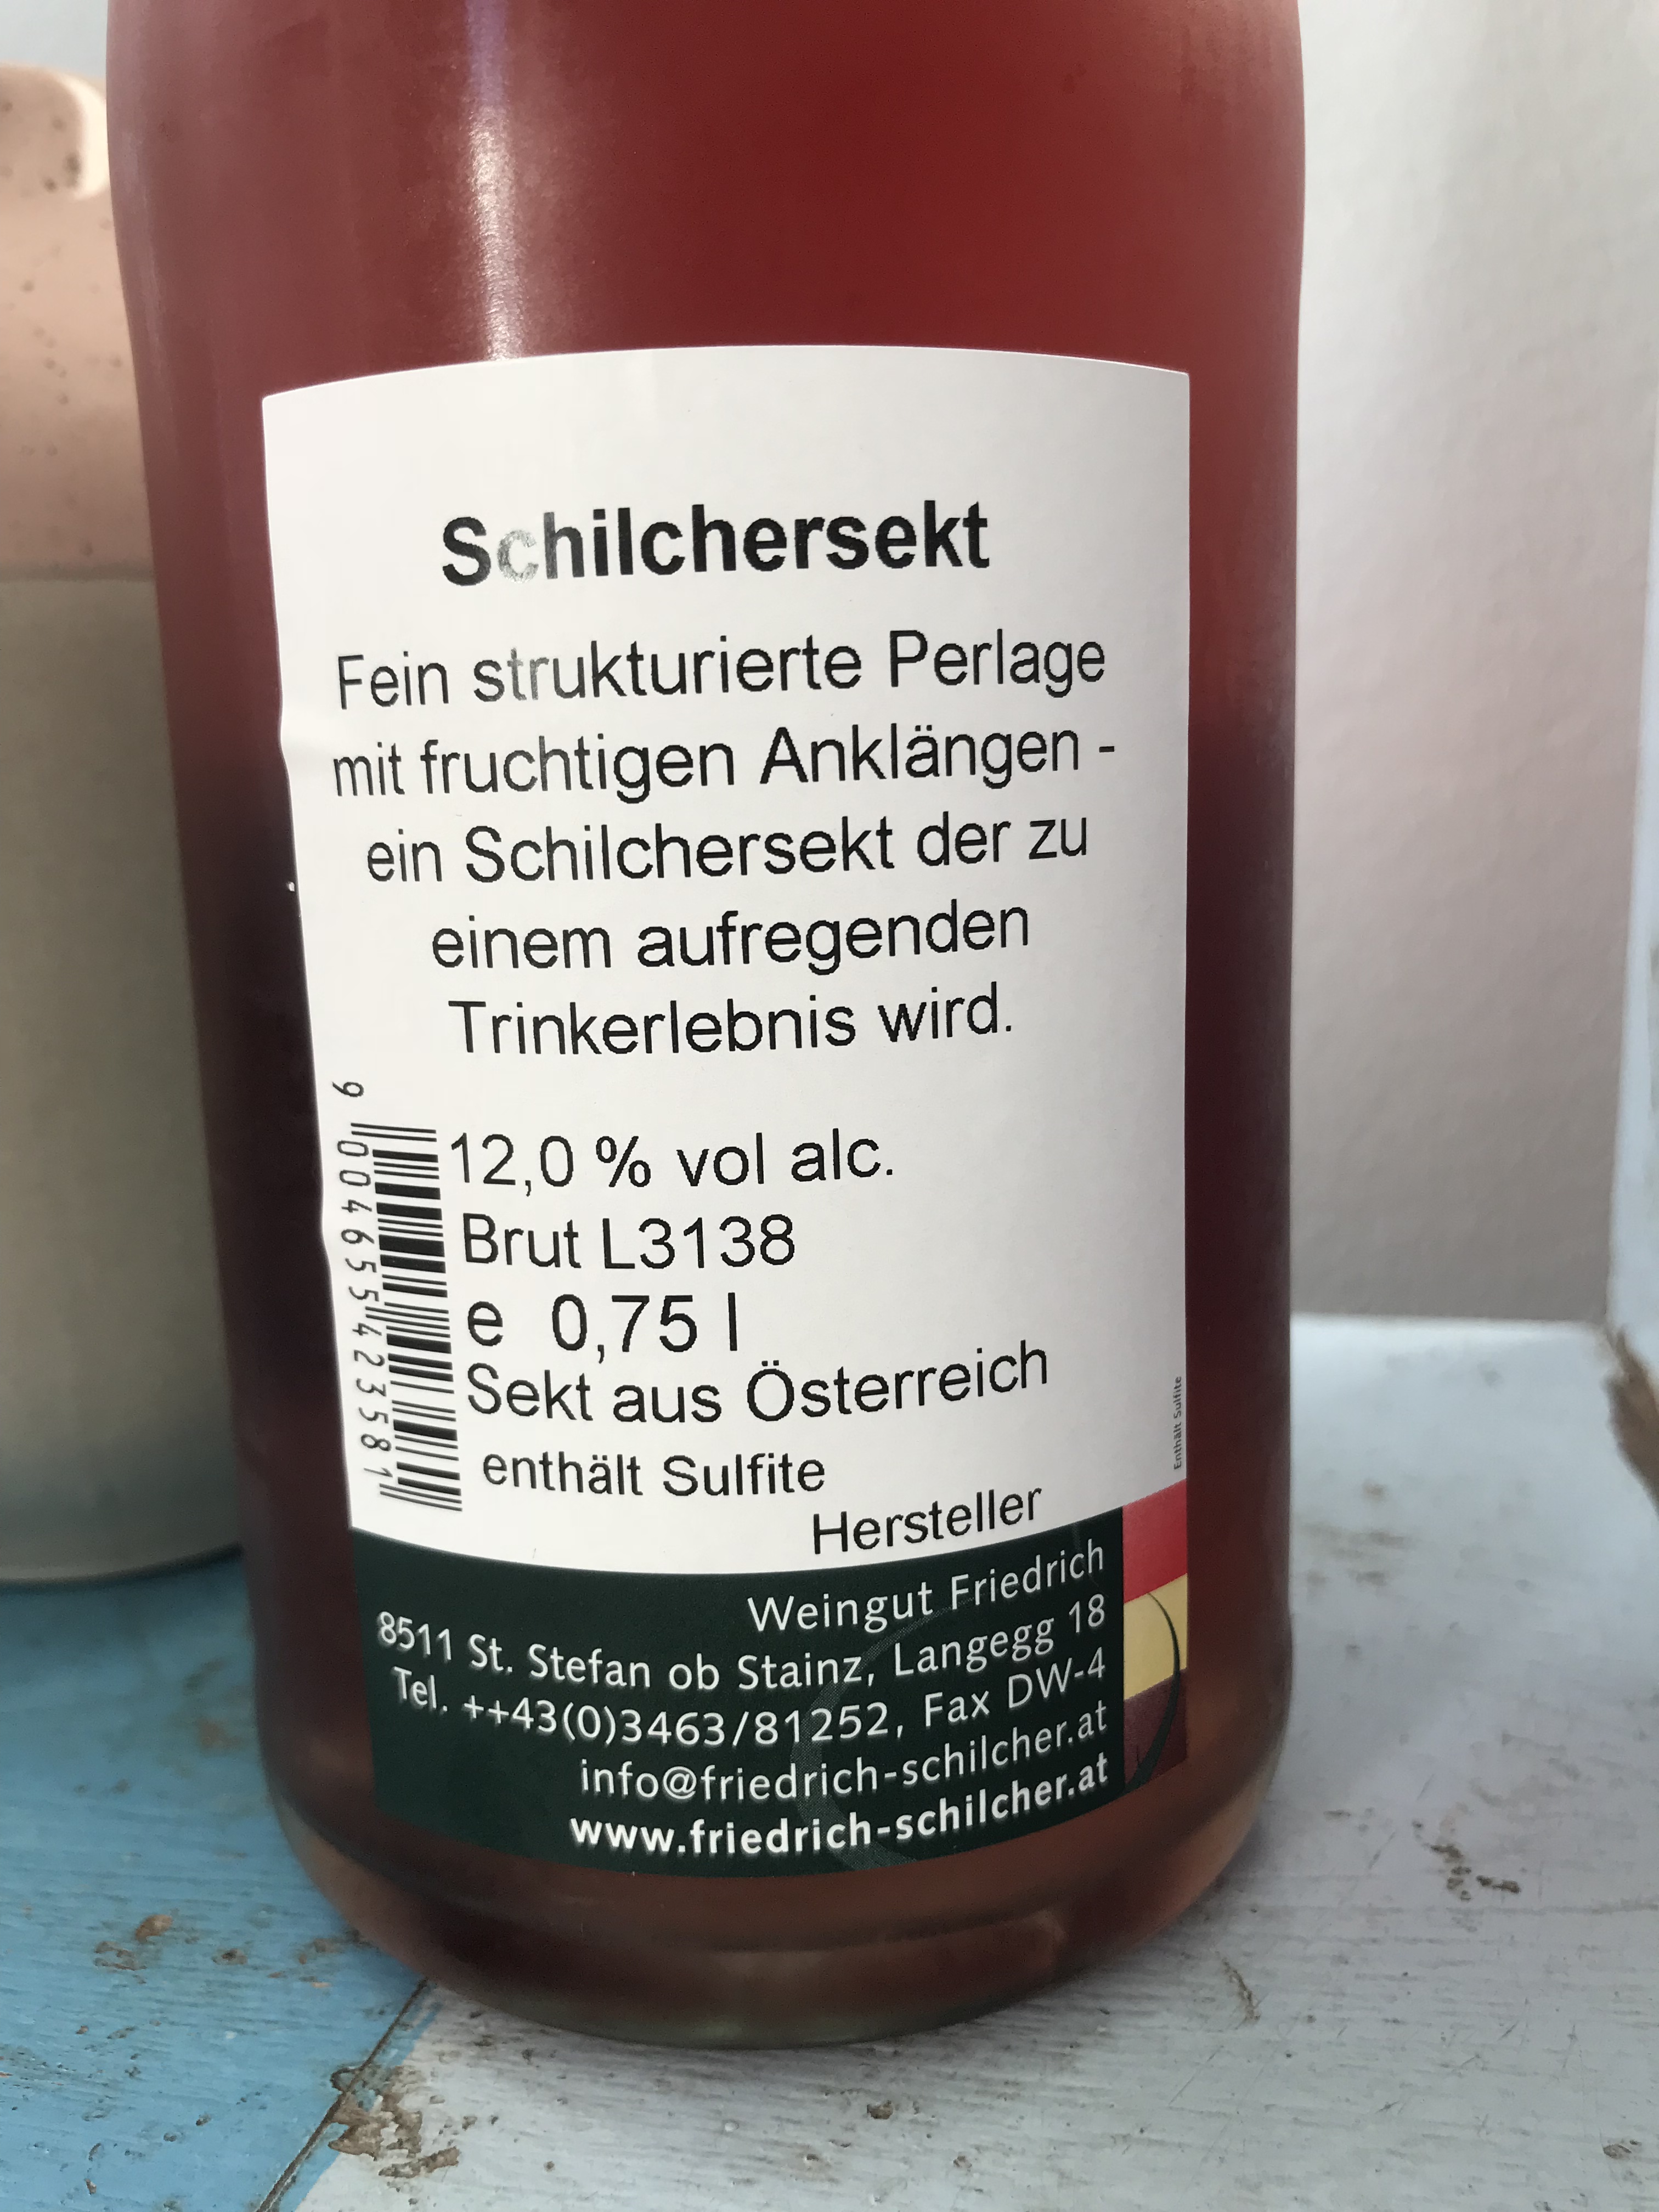 Schilchersekt
Fein strukturierte Perlage
mit fruchtigen Anklängen -
ein Schilchersekt der zu
einem aufregenden
Trinkerlebnis wird.
9 004655 423581
12,0 % vol alc.
Brut L3138
e 0,75 l
Sekt aus Österreich
enthält Sulfite
Enthält Sulfite
Hersteller
Weingut Friedrich
8511 St. Stefan ob Stainz, Langegg 18
Tel. ++43(0)3463/81252, Fax DW-4
info@friedrich-schilcher.at
www.friedrich-schilcher.at